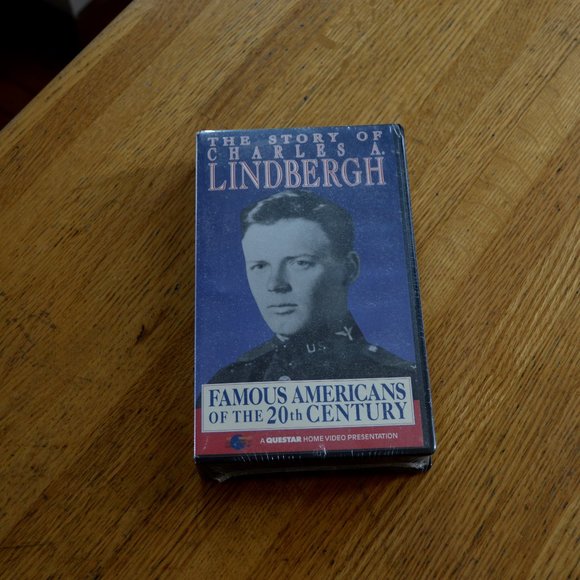 THE STORY OF
CHARLES A.
LINDBERGH
U.S.
FAMOUS AMERICANS
OF THE 20th CENTURY
A QUESTAR HOME VIDEO PRESENTATION